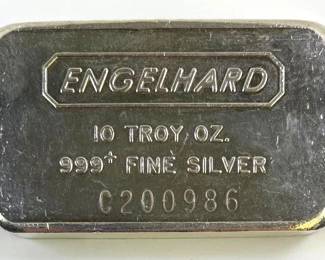 ENGELHARD
10 TROY OZ.
999+ FINE SILVER
C200986